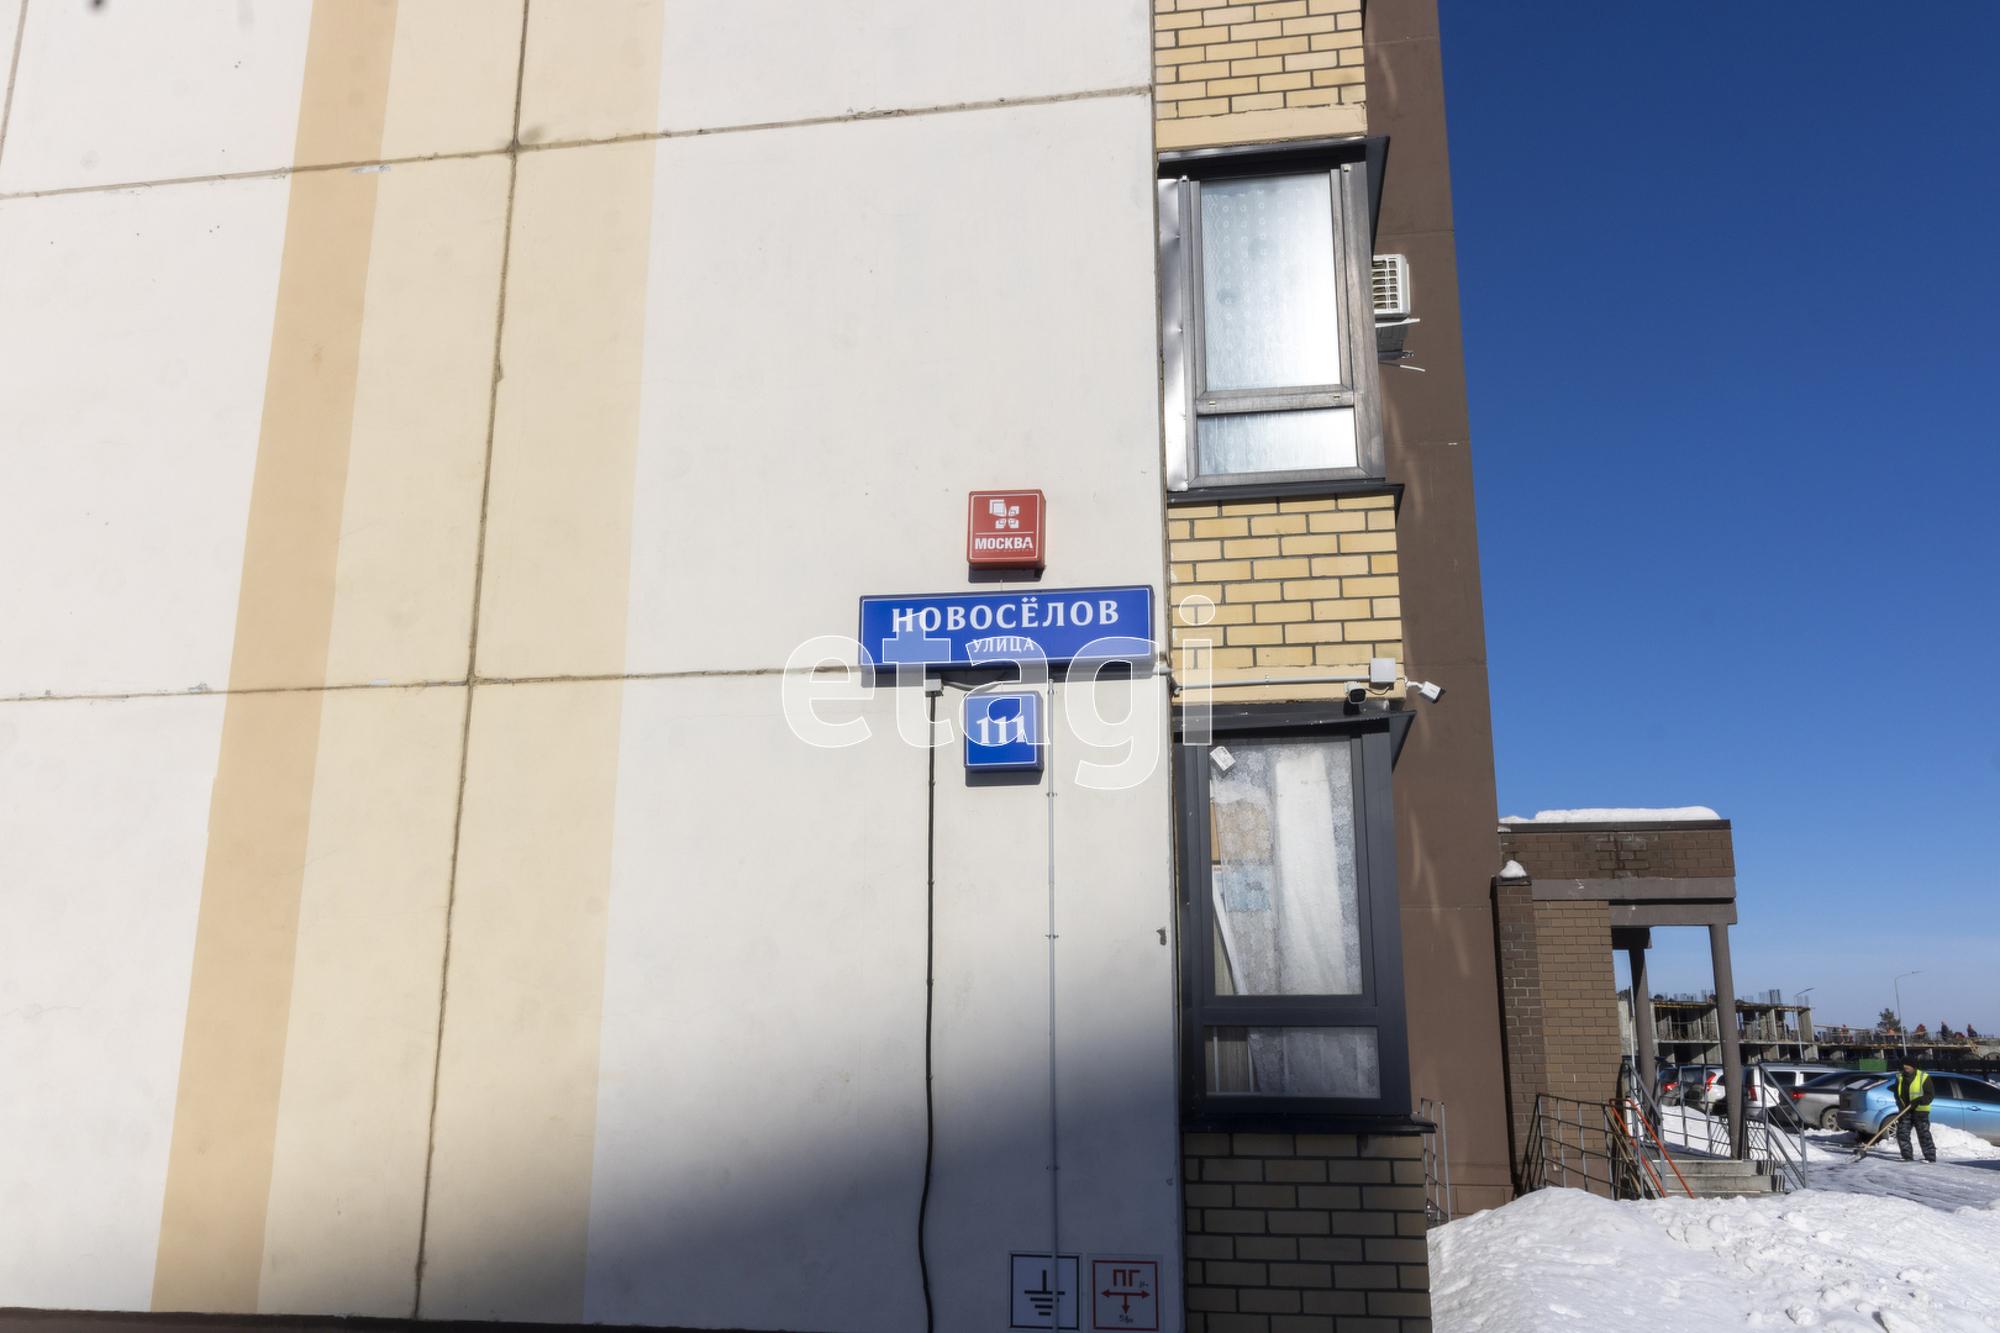 МОСКВА
НОВОСЁЛОВ
УЛИЦА
etagi
111
ПГ